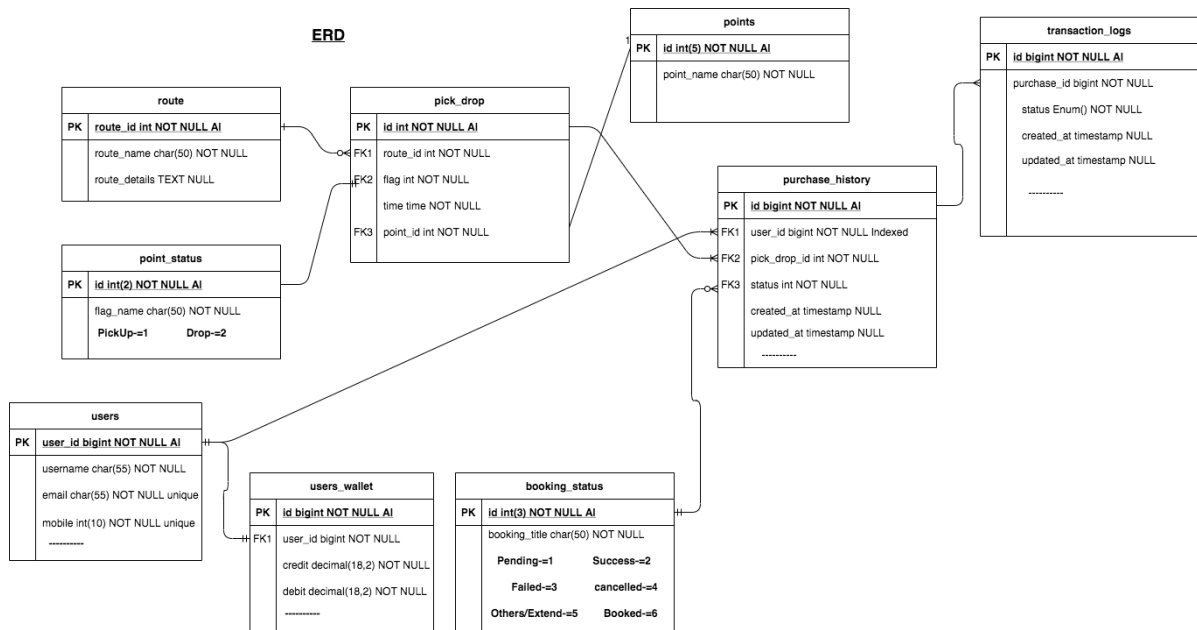 ERD
points
PK id int(5) NOT NULL AI
point_name char(50) NOT NULL
1
transaction_logs
PK id bigint NOT NULL AI
purchase_id bigint NOT NULL
status Enum() NOT NULL
created_at timestamp NULL
updated_at timestamp NULL
----------
route
PK route_id int NOT NULL AI
route_name char(50) NOT NULL
route_details TEXT NULL
pick_drop
PK id int NOT NULL AI
FK1 route_id int NOT NULL
FK2 flag int NOT NULL
time time NOT NULL
FK3 point_id int NOT NULL
purchase_history
PK id bigint NOT NULL AI
FK1 user_id bigint NOT NULL Indexed
FK2 pick_drop_id int NOT NULL
FK3 status int NOT NULL
created_at timestamp NULL
updated_at timestamp NULL
----------
point_status
PK id int(2) NOT NULL AI
flag_name char(50) NOT NULL
PickUp-=1 Drop-=2
users
PK user_id bigint NOT NULL AI
username char(55) NOT NULL
email char(55) NOT NULL unique
mobile int(10) NOT NULL unique
----------
users_wallet
PK id bigint NOT NULL AI
FK1 user_id bigint NOT NULL
credit decimal(18,2) NOT NULL
debit decimal(18,2) NOT NULL
----------
booking_status
PK id int(3) NOT NULL AI
booking_title char(50) NOT NULL
Pending-=1 Success-=2
Failed-=3 cancelled-=4
Others/Extend-=5 Booked-=6